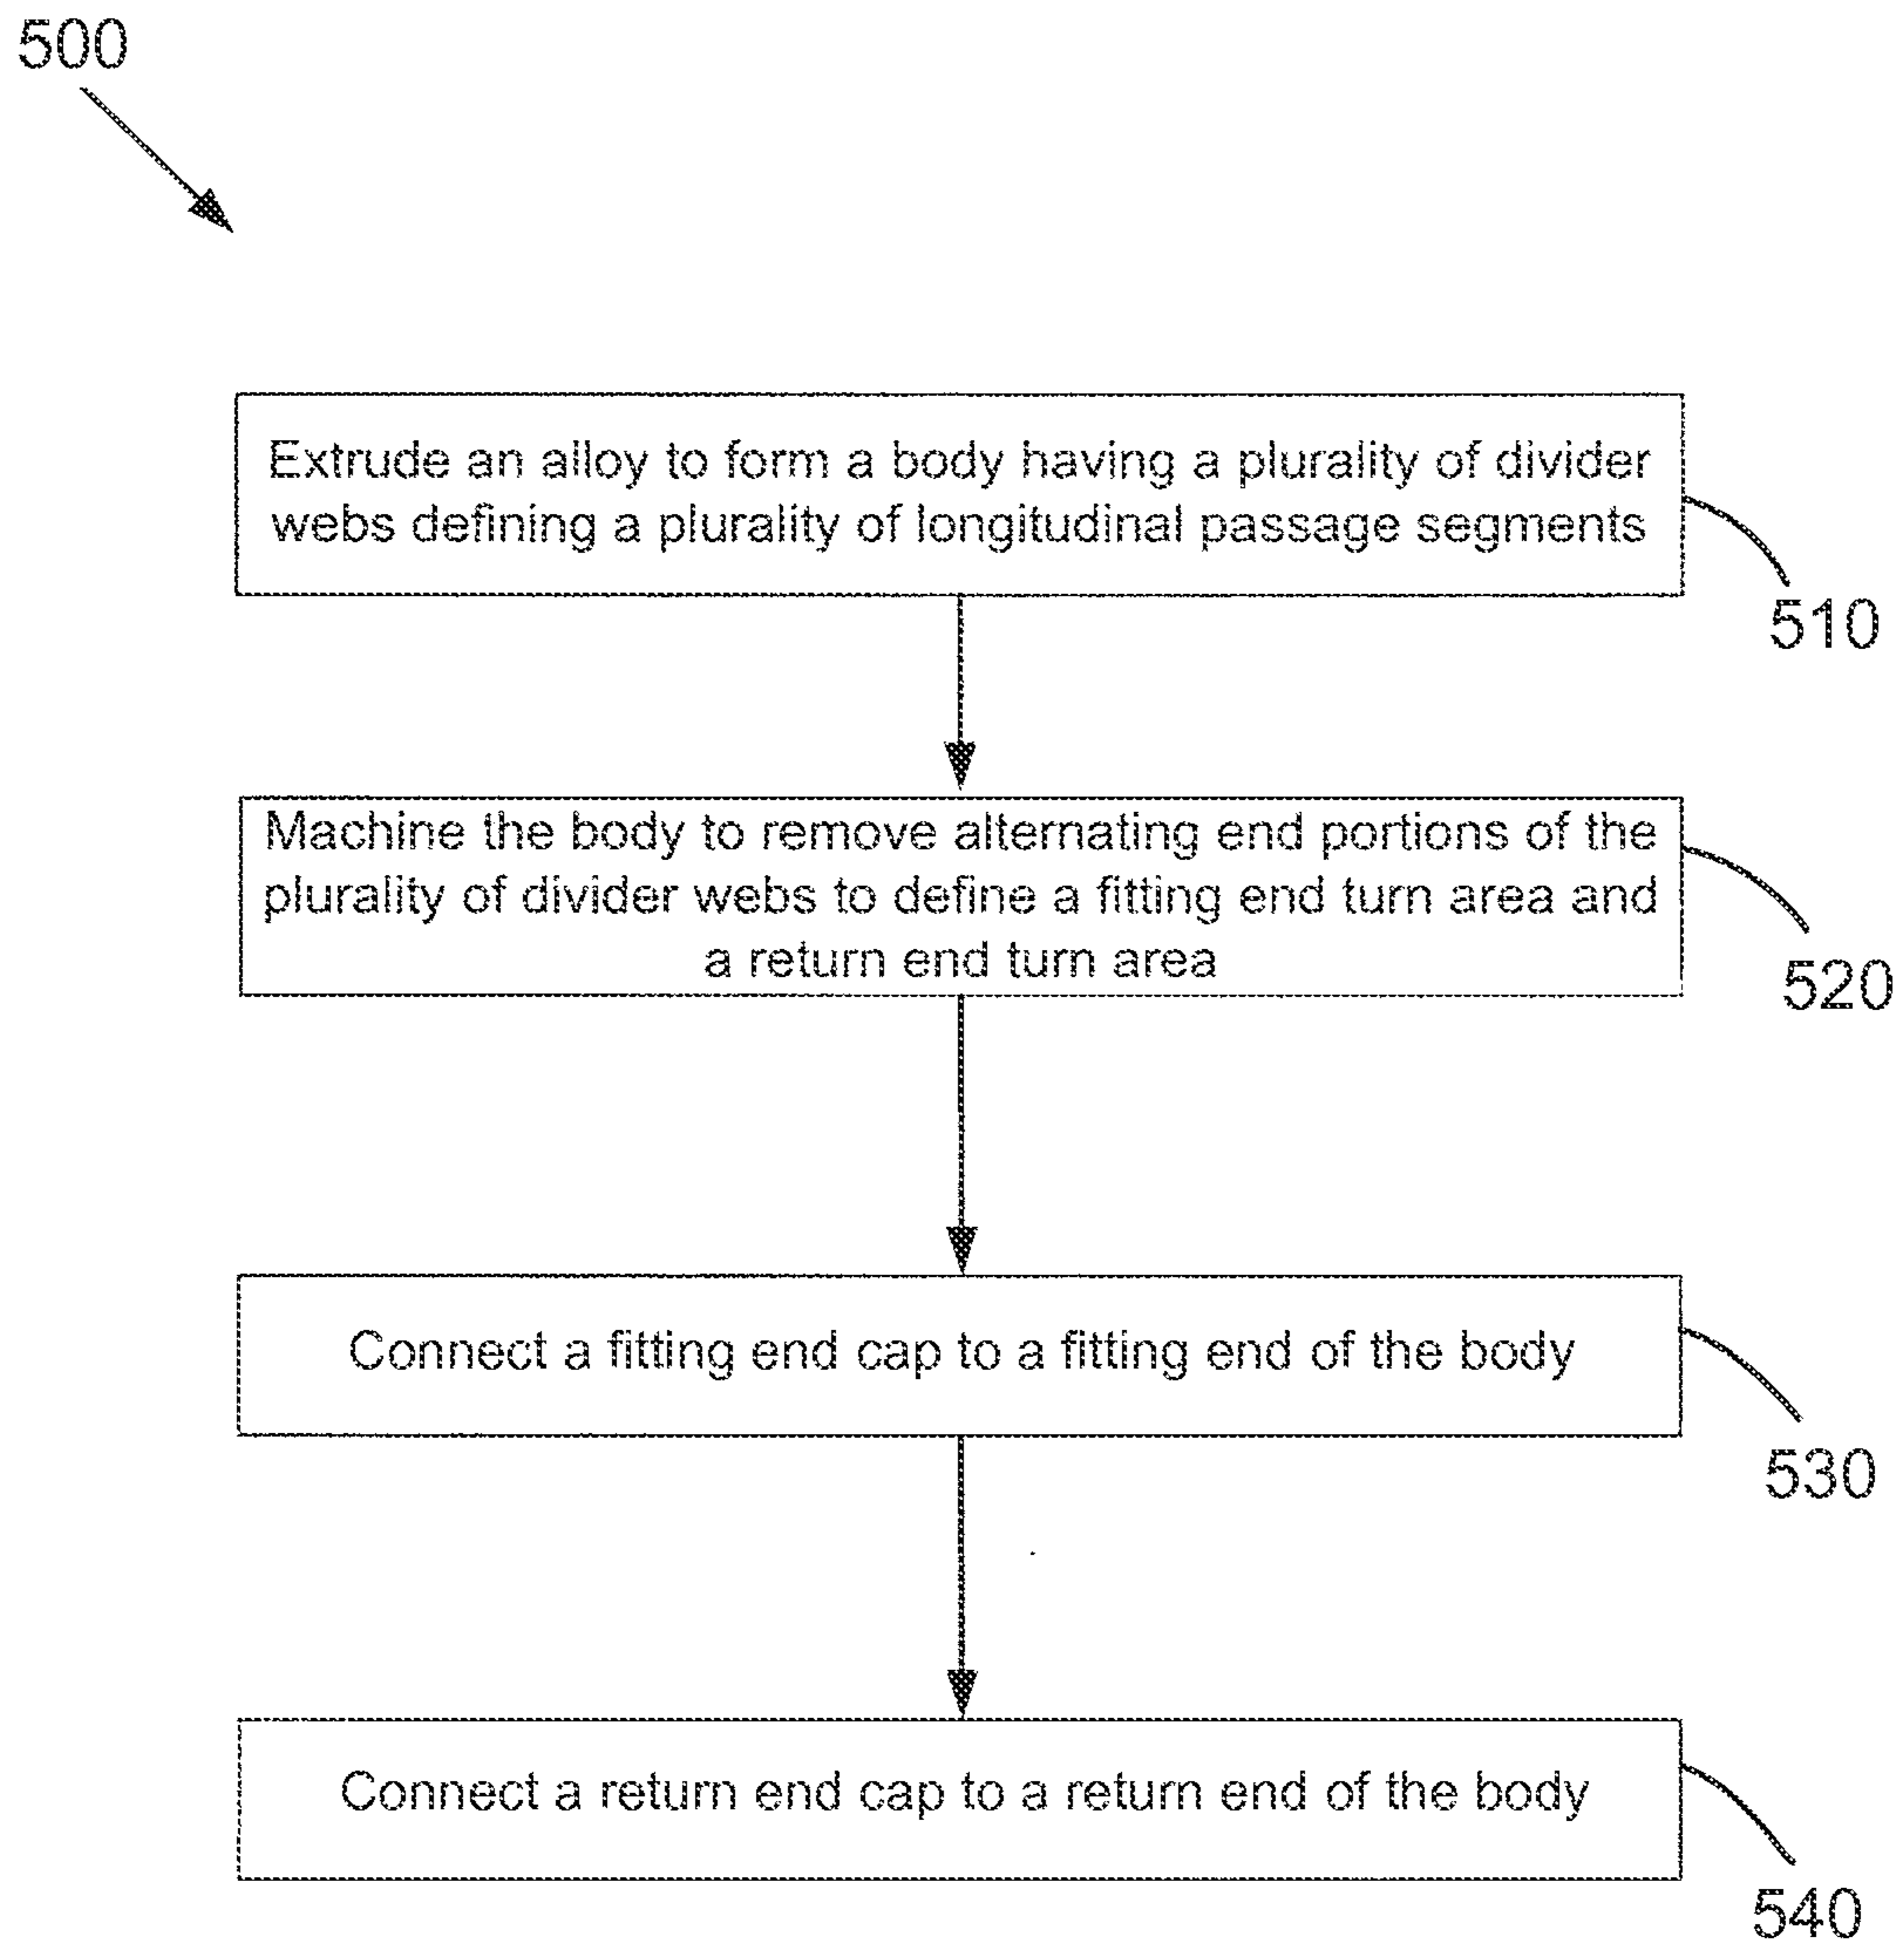 500
Extrude an alloy to form a body having a plurality of divider
webs defining a plurality of longitudinal passage segments
510
Machine the body to remove alternating end portions of the
plurality of divider webs to define a fitting end turn area and
a return end turn area
520
Connect a fitting end cap to a fitting end of the body
530
Connect a return end cap to a return end of the body
540